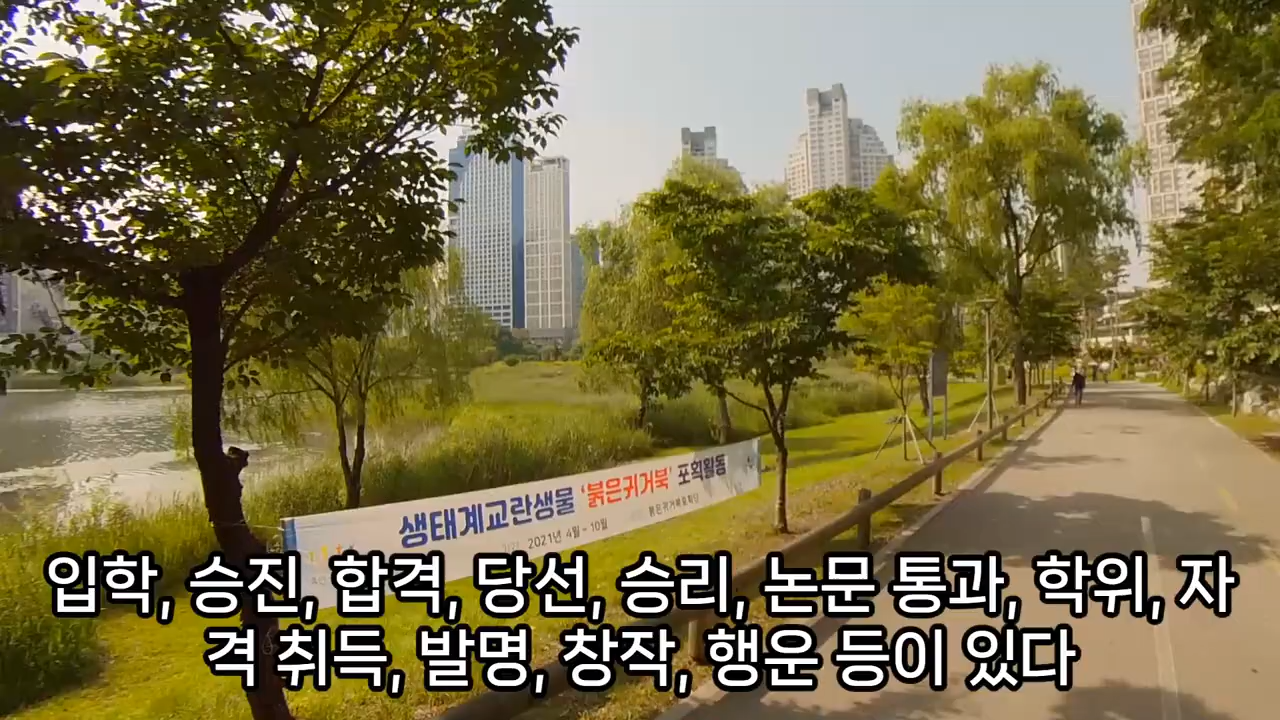 생태계교란생물 '붉은귀거북' 포획활동
2021년 4월 ~ 10월
입학, 승진, 합격, 당선, 승리, 논문 통과, 학위, 자
격 취득, 발명, 창작, 행운 등이 있다